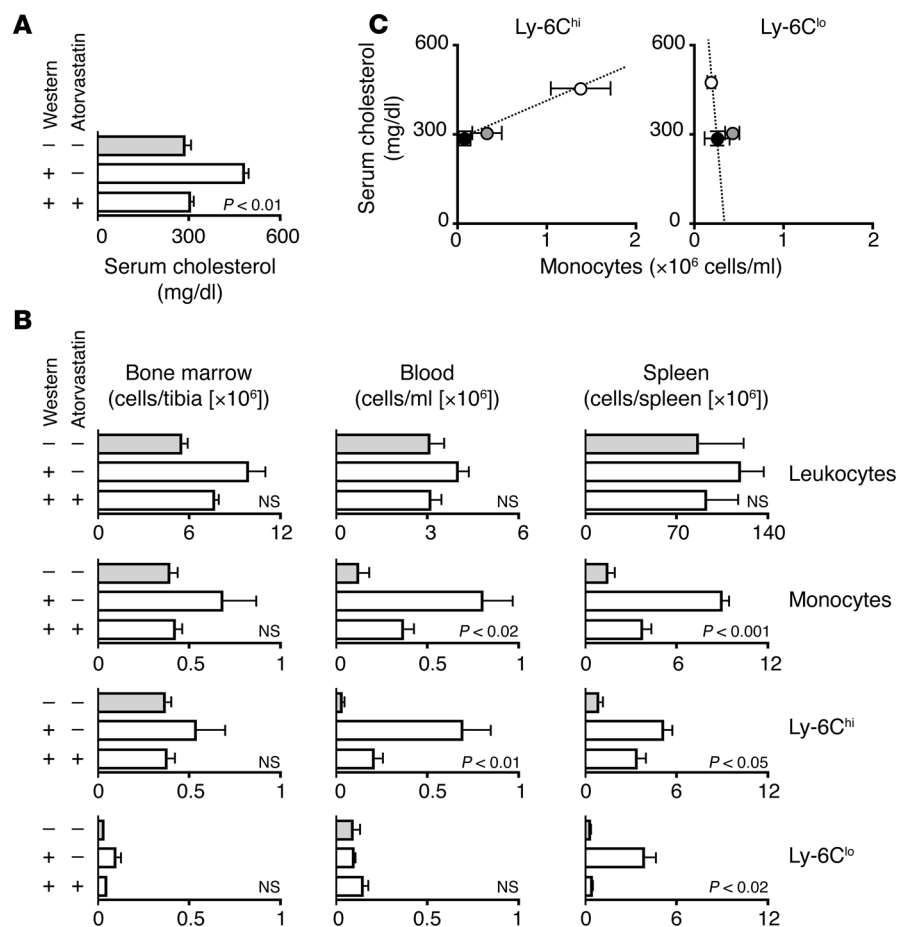 A
Western
Atorvastatin
− −
+ −
+ + P < 0.01
0 300 600
Serum cholesterol
(mg/dl)
C
Ly-6Chi
Ly-6Clo
Serum cholesterol
(mg/dl)
600 600
300 300
0 0
0 1 2 0 1 2
Monocytes (×10⁶ cells/ml)
B
Western
Atorvastatin
Bone marrow
(cells/tibia [×10⁶])
Blood
(cells/ml [×10⁶])
Spleen
(cells/spleen [×10⁶])
− −
+ − Leukocytes
+ + NS NS NS
0 6 12 0 3 6 0 70 140
− −
+ − Monocytes
+ + NS P < 0.02 P < 0.001
0 0.5 1 0 0.5 1 0 6 12
− −
+ − Ly-6Chi
+ + NS P < 0.01 P < 0.05
0 0.5 1 0 0.5 1 0 6 12
− −
+ − Ly-6Clo
+ + NS NS P < 0.02
0 0.5 1 0 0.5 1 0 6 12